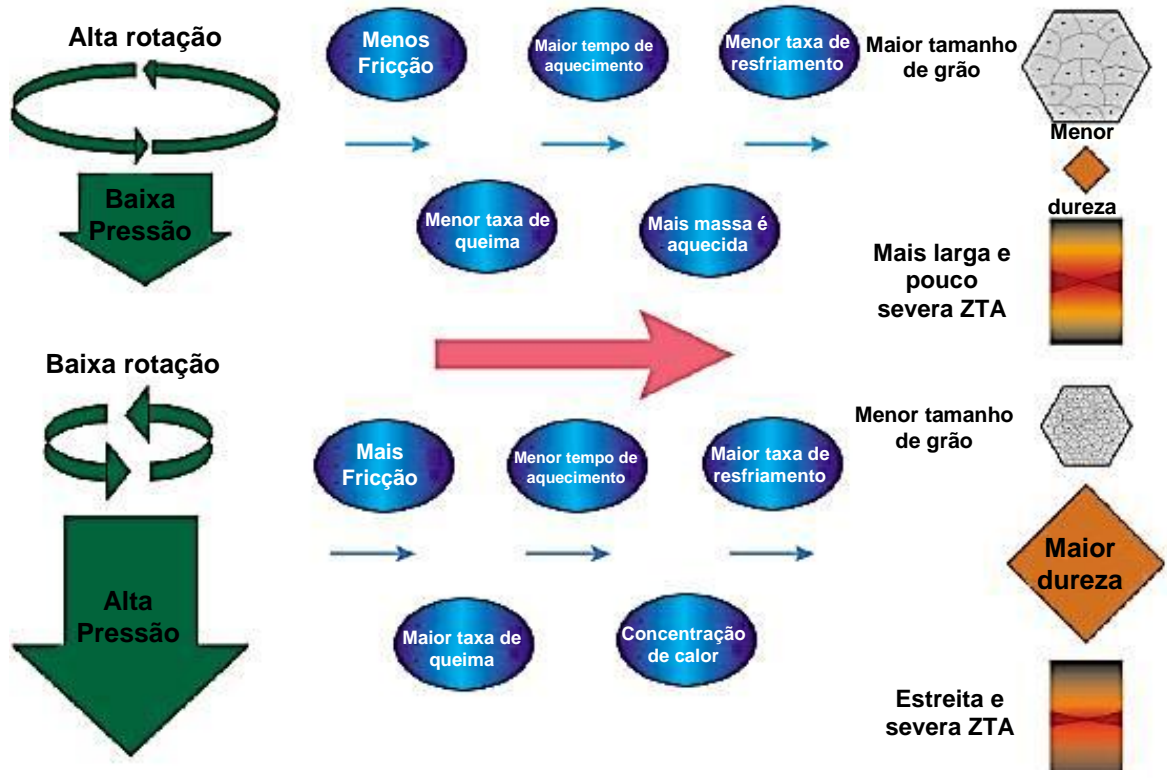 Alta rotação
Baixa
Pressão
Menos
Fricção
Maior tempo de
aquecimento
Menor taxa de
resfriamento
Menor taxa de
queima
Mais massa é
aquecida
Maior tamanho
de grão
Menor
dureza
Mais larga e
pouco
severa ZTA
Baixa rotação
Alta
Pressão
Mais
Fricção
Menor tempo de
aquecimento
Maior taxa de
resfriamento
Maior taxa de
queima
Concentração
de calor
Menor tamanho
de grão
Maior
dureza
Estreita e
severa ZTA